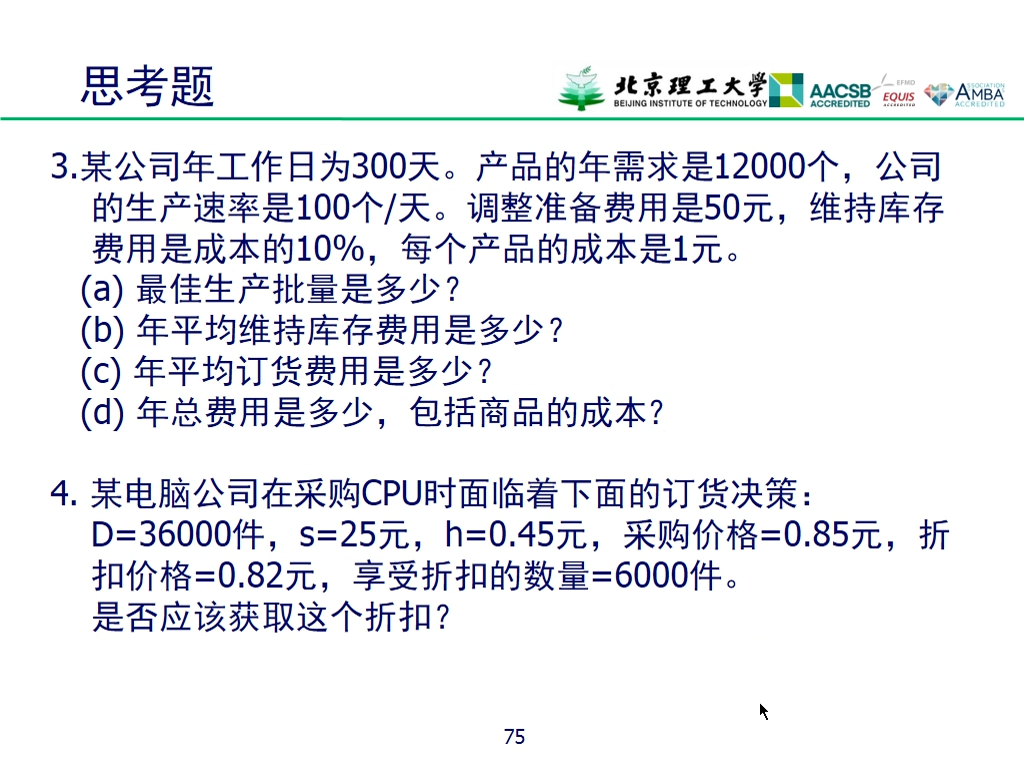 思考题
北京理工大学
BEIJING INSTITUTE OF TECHNOLOGY
AACSB
ACCREDITED
EFMD
EQUIS
ACCREDITED
ASSOCIATION
AMBA
ACCREDITED
3.某公司年工作日为300天。产品的年需求是12000个，公司
的生产速率是100个/天。调整准备费用是50元，维持库存
费用是成本的10%，每个产品的成本是1元。
(a) 最佳生产批量是多少？
(b) 年平均维持库存费用是多少？
(c) 年平均订货费用是多少？
(d) 年总费用是多少，包括商品的成本？
4. 某电脑公司在采购CPU时面临着下面的订货决策：
D=36000件，s=25元，h=0.45元，采购价格=0.85元，折
扣价格=0.82元，享受折扣的数量=6000件。
是否应该获取这个折扣？
75